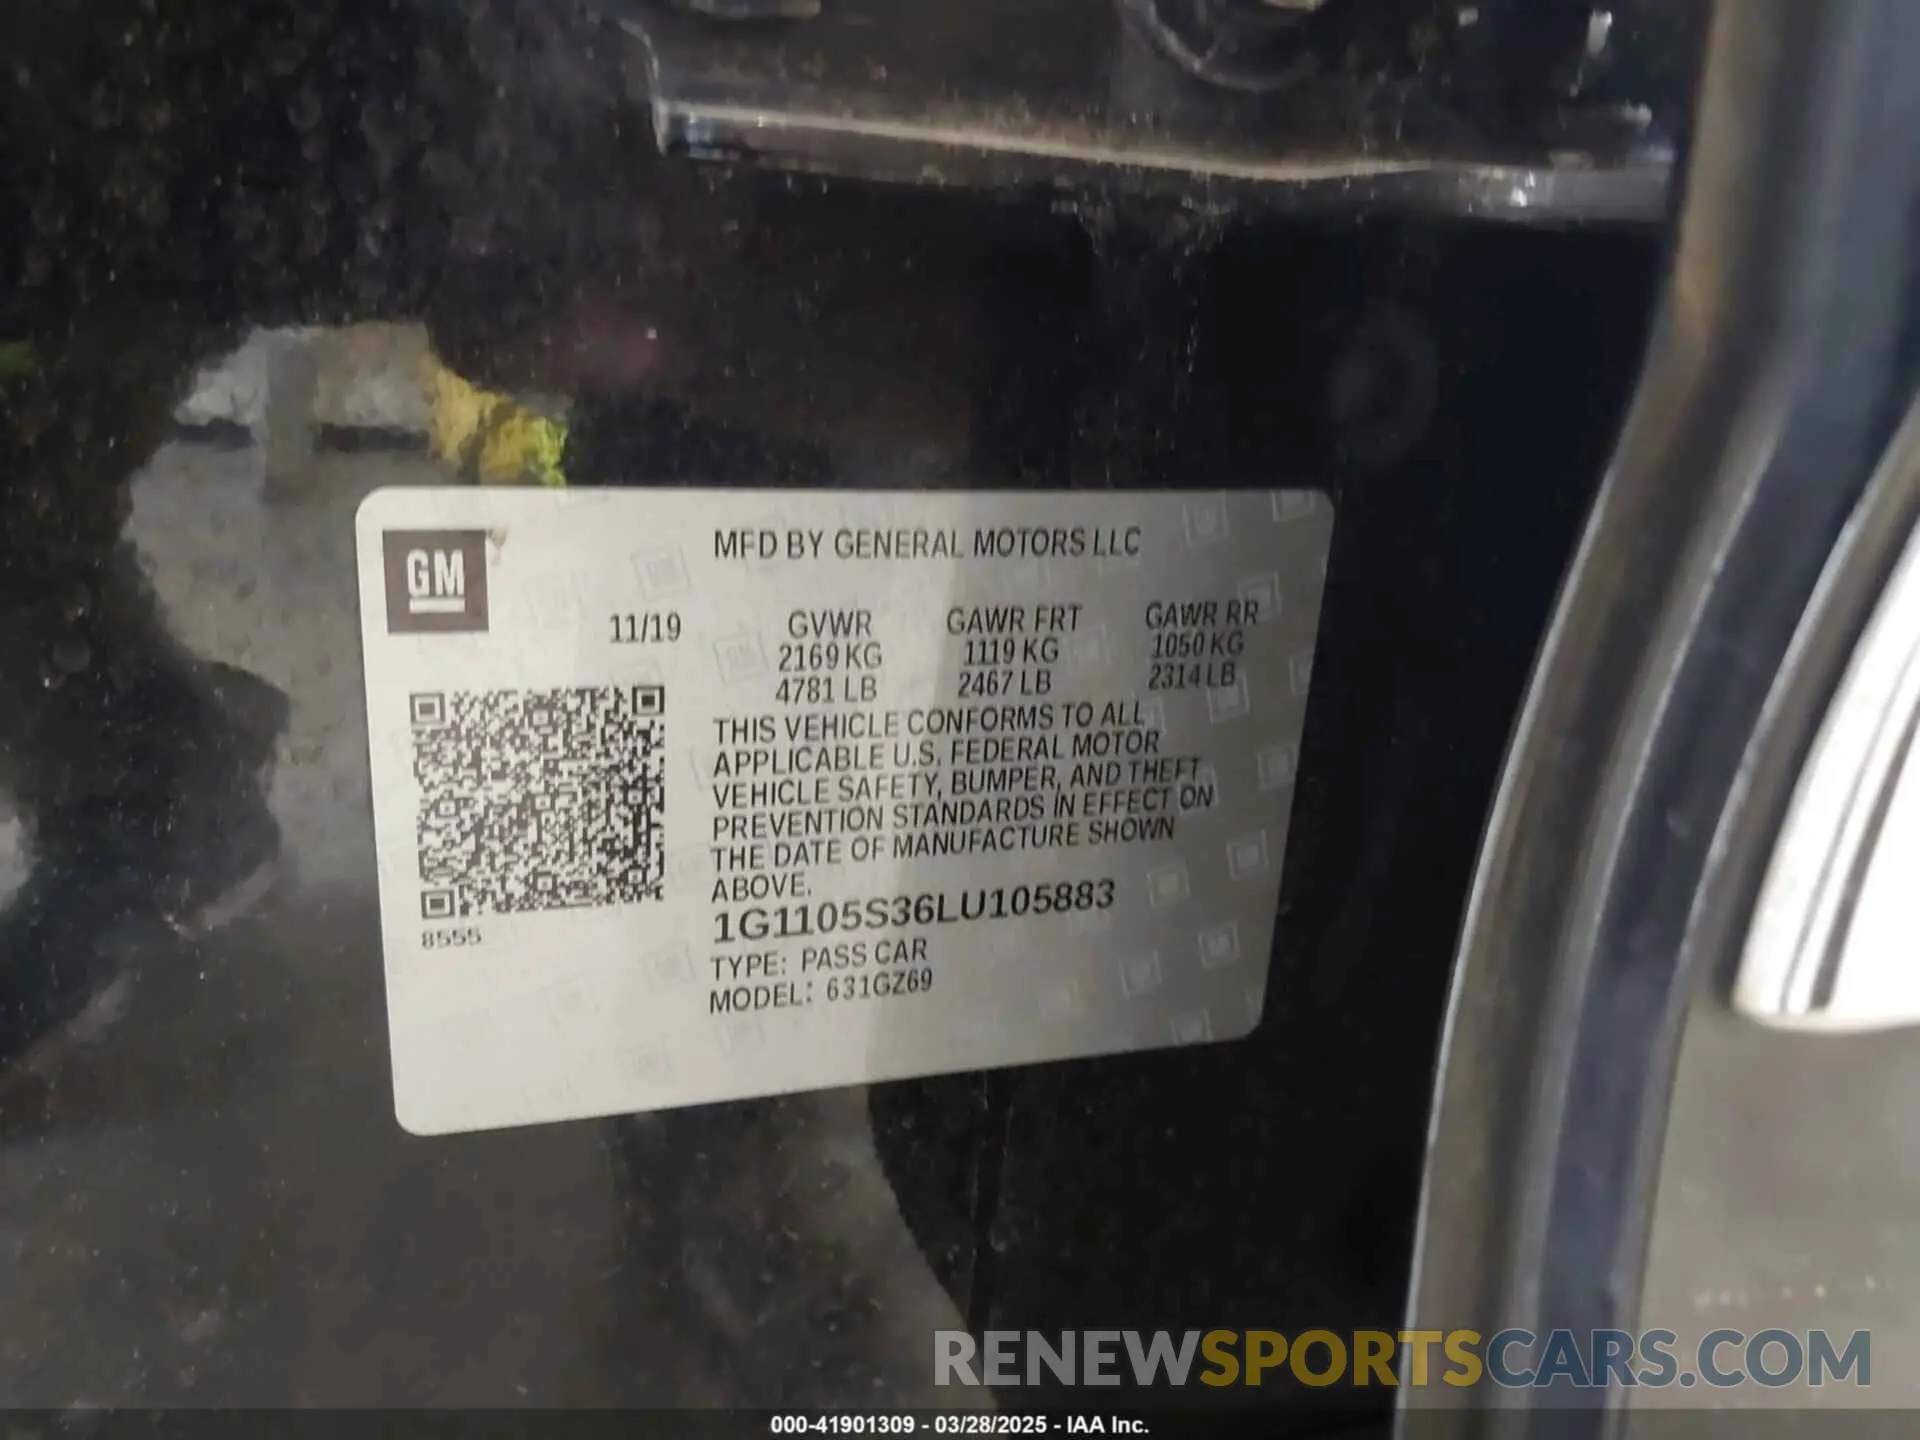 GM
MFD BY GENERAL MOTORS LLC
11/19 GVWR GAWR FRT GAWR RR
2169 KG 1119 KG 1050 KG
4781 LB 2467 LB 2314 LB
THIS VEHICLE CONFORMS TO ALL
APPLICABLE U.S. FEDERAL MOTOR
VEHICLE SAFETY, BUMPER, AND THEFT
PREVENTION STANDARDS IN EFFECT ON
THE DATE OF MANUFACTURE SHOWN
ABOVE.
8555
1G1105S36LU105883
TYPE: PASS CAR
MODEL: 631GZ69
RENEWSPORTSCARS.COM
000-41901309 - 03/28/2025 - IAA Inc.